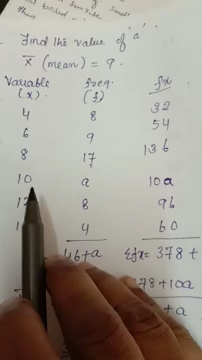 Find the value of 'a'.
x̄ (mean) = 9.
Variable freq. fx
(x) (f)
4 8 32
6 9 54
8 17 136
10 a 10a
8 96
4 60
46+a Σfx = 378 +
378 + 10a
+ a